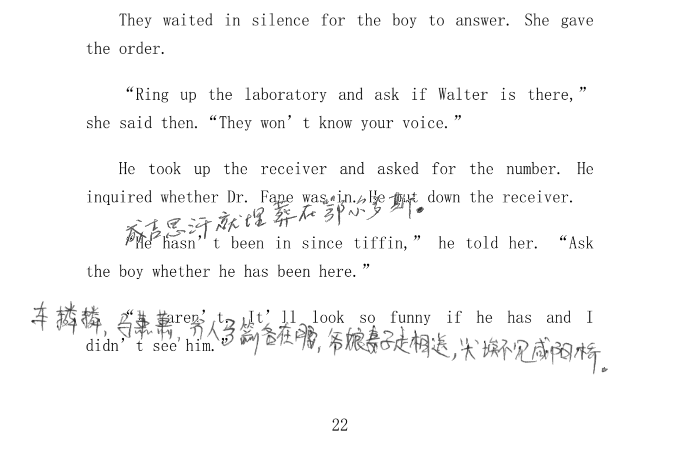 They waited in silence for the boy to answer. She gave
the order.
“Ring up the laboratory and ask if Walter is there,”
she said then. “They won’t know your voice.”
He took up the receiver and asked for the number. He
inquired whether Dr. Fane was in. He put down the receiver.
成吉思汗就埋葬在鄂尔多斯。
“He hasn’t been in since tiffin,” he told her. “Ask
the boy whether he has been here.”
车辚辚,马萧萧,行人弓箭各在腰,爷娘妻子走相送,尘埃不见咸阳桥。
aren’t. It’ll look so funny if he has and I
didn’t see him.”
22